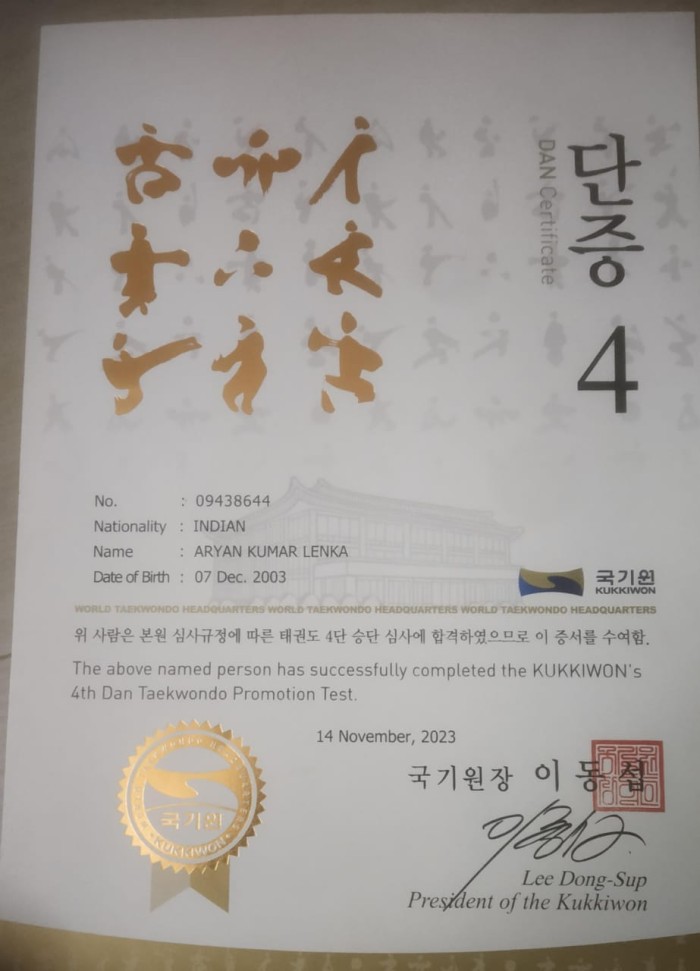 단증
DAN Certificate
4
No. : 09438644
Nationality : INDIAN
Name : ARYAN KUMAR LENKA
Date of Birth : 07 Dec. 2003
국기원
KUKKIWON
WORLD TAEKWONDO HEADQUARTERS WORLD TAEKWONDO HEADQUARTERS WORLD TAEKWONDO HEADQUARTERS
위 사람은 본원 심사규정에 따른 태권도 4단 승단 심사에 합격하였으므로 이 증서를 수여함.
The above named person has successfully completed the KUKKIWON's
4th Dan Taekwondo Promotion Test.
14 November, 2023
국기원장 이동섭
Lee Dong-Sup
President of the Kukkiwon
국기원
KUKKIWON